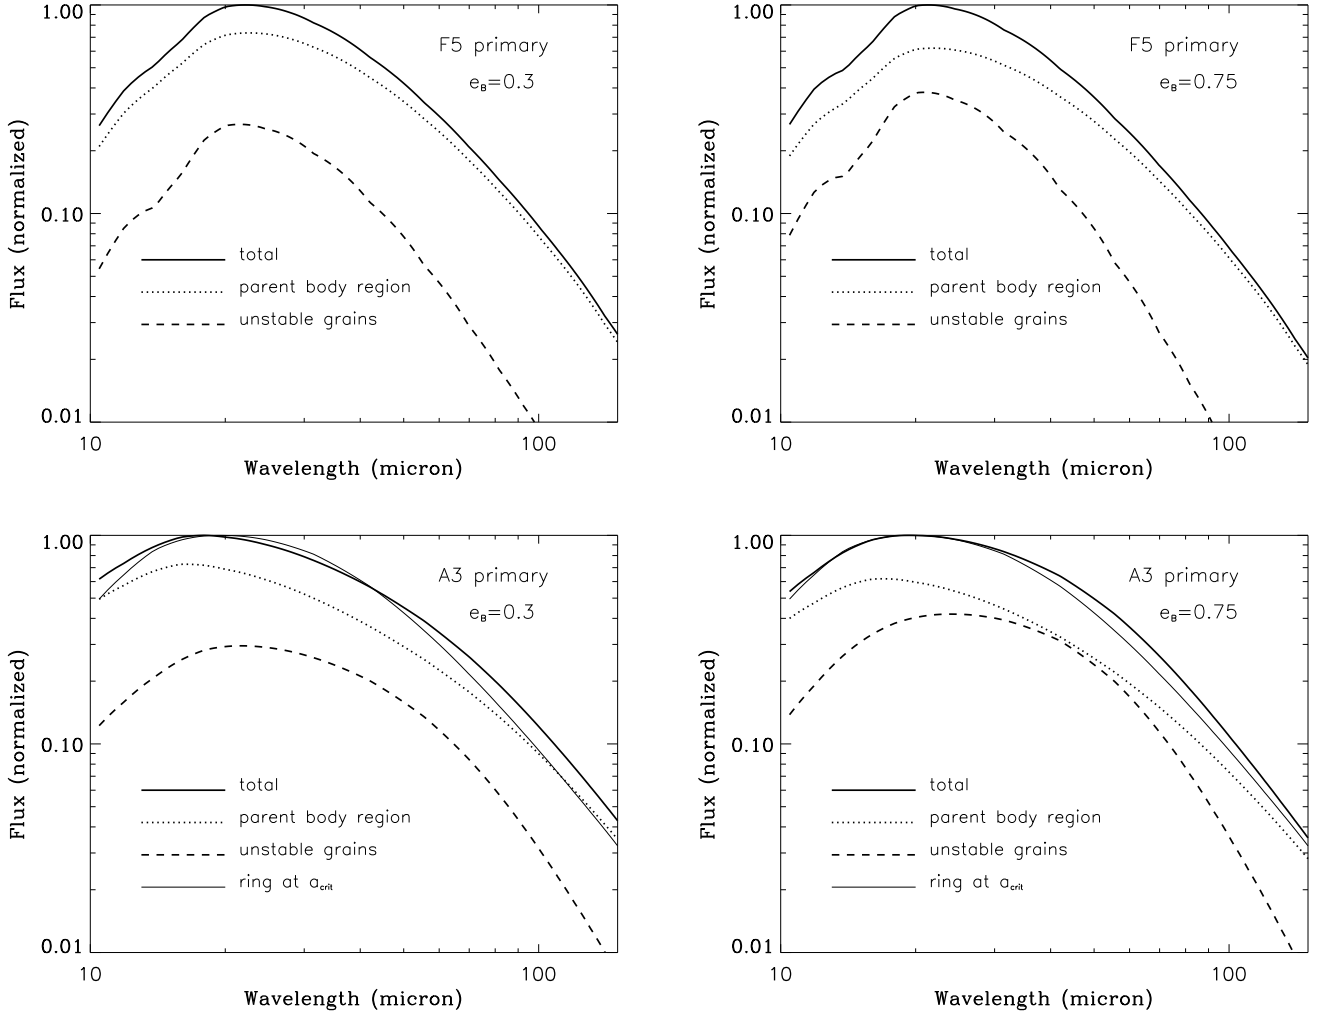 1.00
F5 primary
e_B=0.3
0.10
total
parent body region
unstable grains
0.01
10
100
Wavelength (micron)
Flux (normalized)
1.00
F5 primary
e_B=0.75
0.10
total
parent body region
unstable grains
0.01
10
100
Wavelength (micron)
Flux (normalized)
1.00
A3 primary
e_B=0.3
0.10
total
parent body region
unstable grains
ring at a_crit
0.01
10
100
Wavelength (micron)
Flux (normalized)
1.00
A3 primary
e_B=0.75
0.10
total
parent body region
unstable grains
ring at a_crit
0.01
10
100
Wavelength (micron)
Flux (normalized)